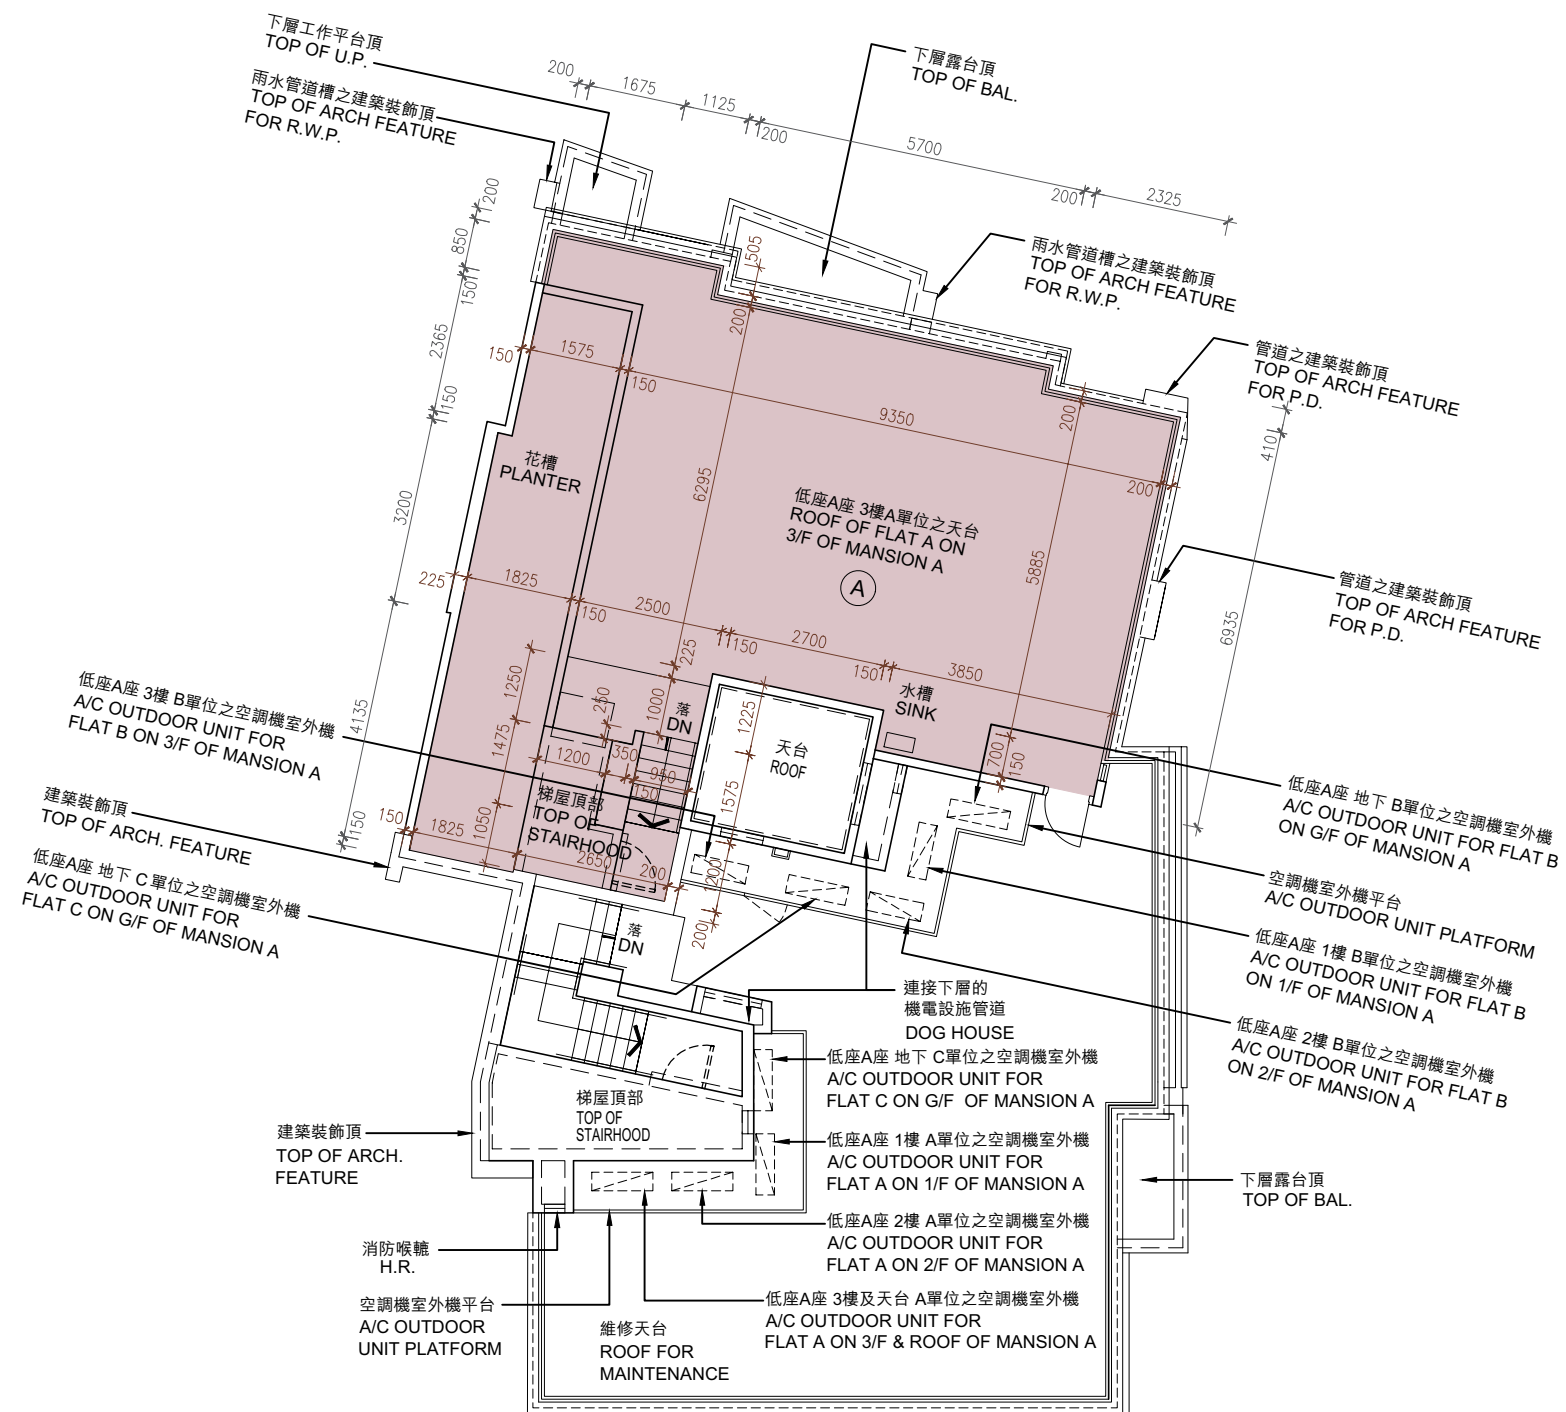 下層工作平台頂
TOP OF U.P.
雨水管道槽之建築裝飾頂
TOP OF ARCH FEATURE
FOR R.W.P.
下層露台頂
TOP OF BAL.
200
1675
1125
200
5700
200
2325
雨水管道槽之建築裝飾頂
TOP OF ARCH FEATURE
FOR R.W.P.
管道之建築裝飾頂
TOP OF ARCH FEATURE
FOR P.D.
管道之建築裝飾頂
TOP OF ARCH FEATURE
FOR P.D.
200
850
150
2365
150
3200
4135
150
410
6935
505
200
150
1575
150
9350
200
200
6295
5885
花槽
PLANTER
低座A座 3樓A單位之天台
ROOF OF FLAT A ON
3/F OF MANSION A
A
225
1825
150
2500
150
2700
150
3850
225
1000
1250
250
1475
1050
1200
350
950
150
150
1825
2650
200
1225
1575
1200
200
700
150
落
DN
水槽
SINK
天台
ROOF
梯屋頂部
TOP OF
STAIRHOOD
低座A座 3樓 B單位之空調機室外機
A/C OUTDOOR UNIT FOR
FLAT B ON 3/F OF MANSION A
建築裝飾頂
TOP OF ARCH. FEATURE
低座A座 地下 C單位之空調機室外機
A/C OUTDOOR UNIT FOR
FLAT C ON G/F OF MANSION A
低座A座 地下 B單位之空調機室外機
A/C OUTDOOR UNIT FOR FLAT B
ON G/F OF MANSION A
空調機室外機平台
A/C OUTDOOR UNIT PLATFORM
低座A座 1樓 B單位之空調機室外機
A/C OUTDOOR UNIT FOR FLAT B
ON 1/F OF MANSION A
低座A座 2樓 B單位之空調機室外機
A/C OUTDOOR UNIT FOR FLAT B
ON 2/F OF MANSION A
落
DN
連接下層的
機電設施管道
DOG HOUSE
低座A座 地下 C單位之空調機室外機
A/C OUTDOOR UNIT FOR
FLAT C ON G/F OF MANSION A
梯屋頂部
TOP OF
STAIRHOOD
建築裝飾頂
TOP OF ARCH.
FEATURE
低座A座 1樓 A單位之空調機室外機
A/C OUTDOOR UNIT FOR
FLAT A ON 1/F OF MANSION A
下層露台頂
TOP OF BAL.
低座A座 2樓 A單位之空調機室外機
A/C OUTDOOR UNIT FOR
FLAT A ON 2/F OF MANSION A
消防喉轆
H.R.
空調機室外機平台
A/C OUTDOOR
UNIT PLATFORM
低座A座 3樓及天台 A單位之空調機室外機
A/C OUTDOOR UNIT FOR
FLAT A ON 3/F & ROOF OF MANSION A
維修天台
ROOF FOR
MAINTENANCE